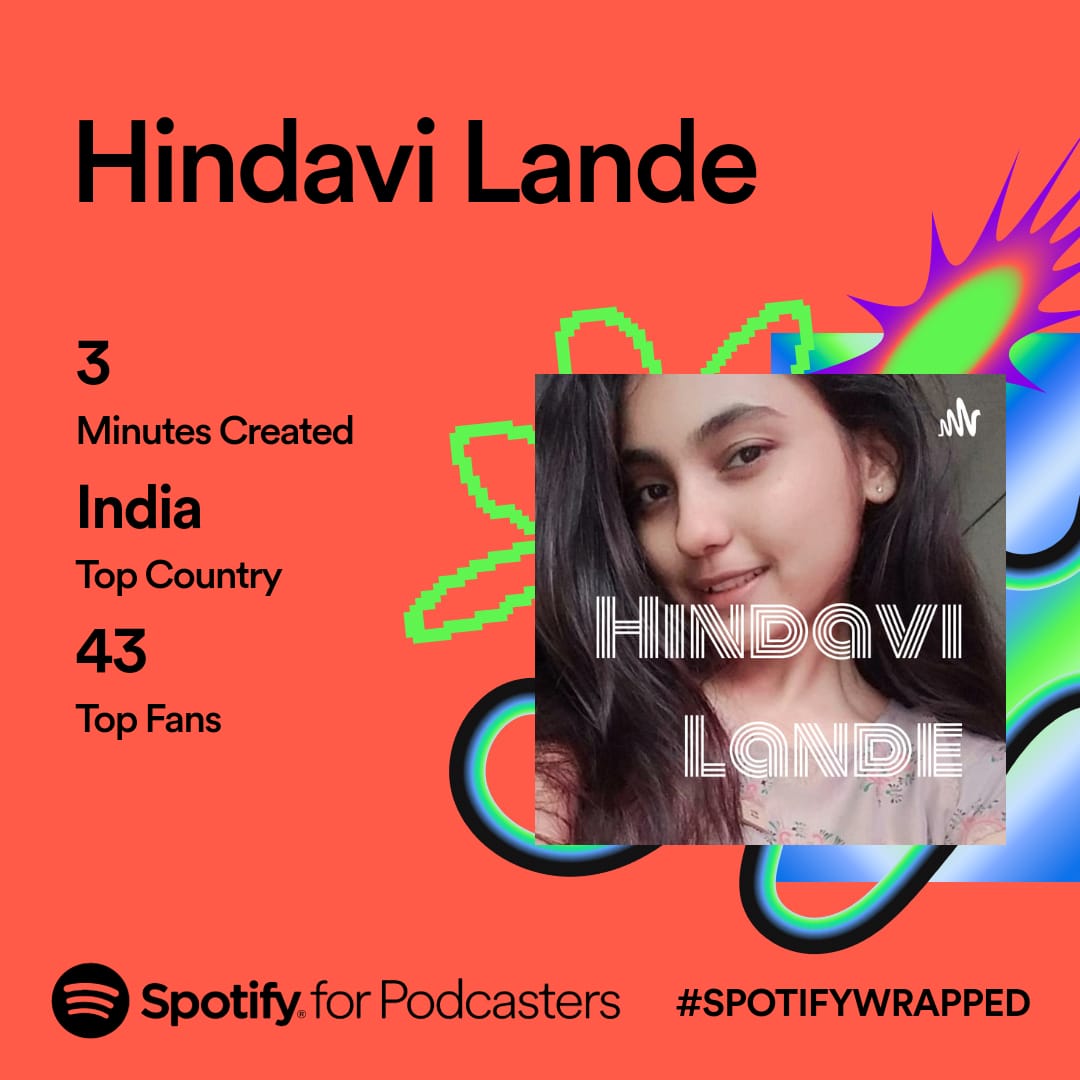 Hindavi Lande
3
Minutes Created
India
Top Country
43
Top Fans
Hindavi
Lande
Spotify® for Podcasters
#SPOTIFYWRAPPED